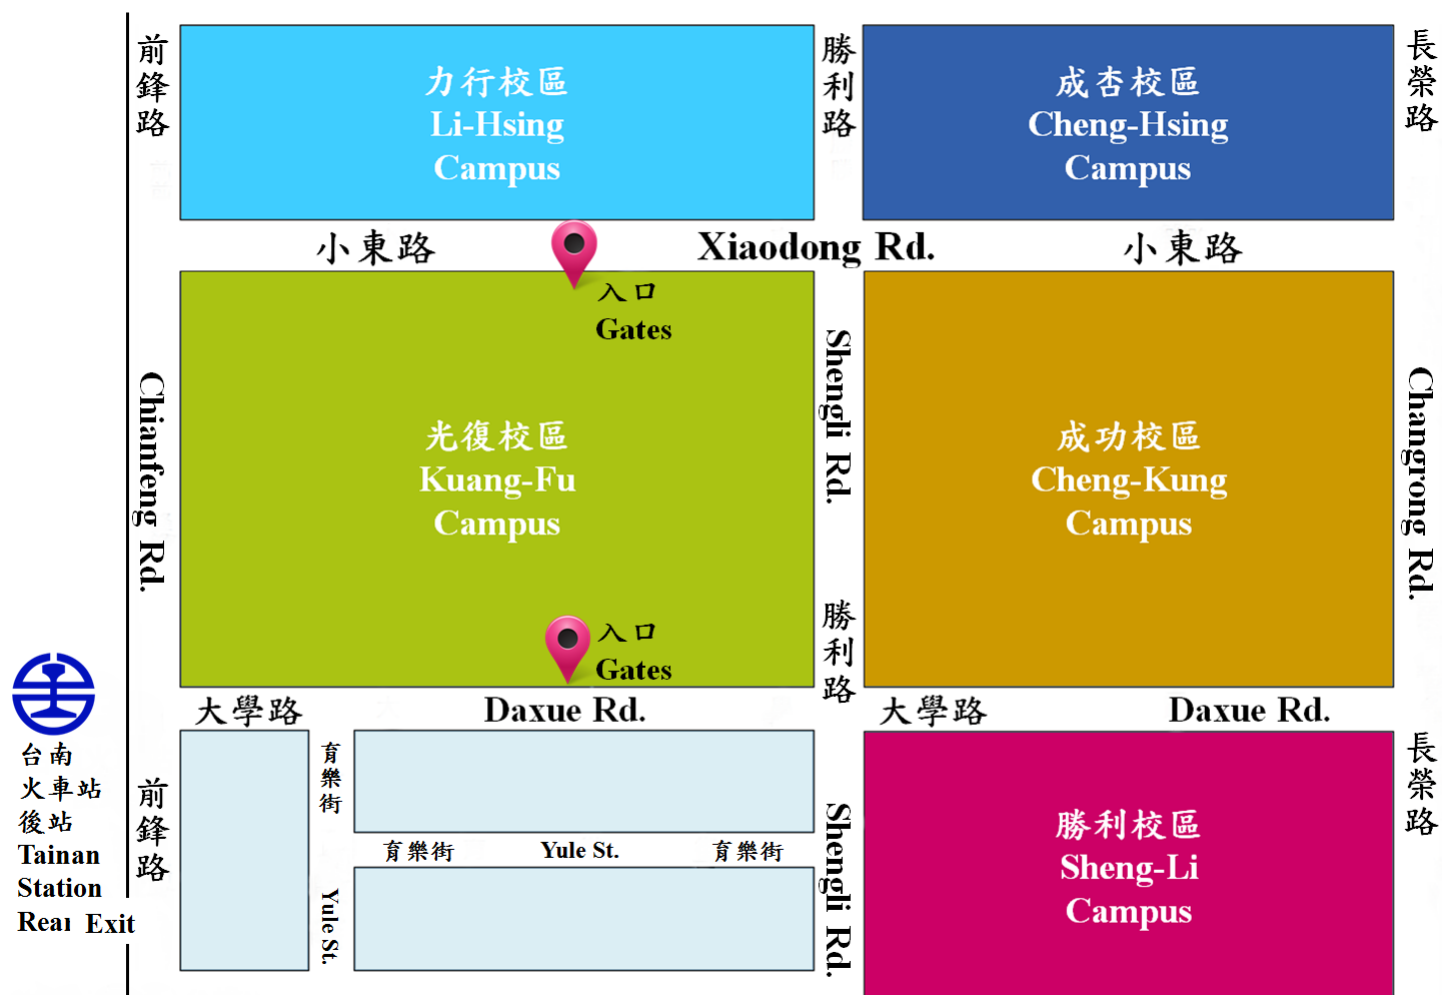 前鋒路
力行校區
Li-Hsing
Campus
勝利路
成杏校區
Cheng-Hsing
Campus
長榮路
小東路
Xiaodong Rd.
小東路
入口
Gates
Chianfeng Rd.
光復校區
Kuang-Fu
Campus
Shengli Rd.
成功校區
Cheng-Kung
Campus
Changrong Rd.
入口
Gates
勝利路
大學路
Daxue Rd.
大學路
Daxue Rd.
台南
火車站
後站
Tainan
Station
Rear Exit
前鋒路
育樂街
Yule St.
育樂街
Yule St.
育樂街
Shengli Rd.
勝利校區
Sheng-Li
Campus
長榮路